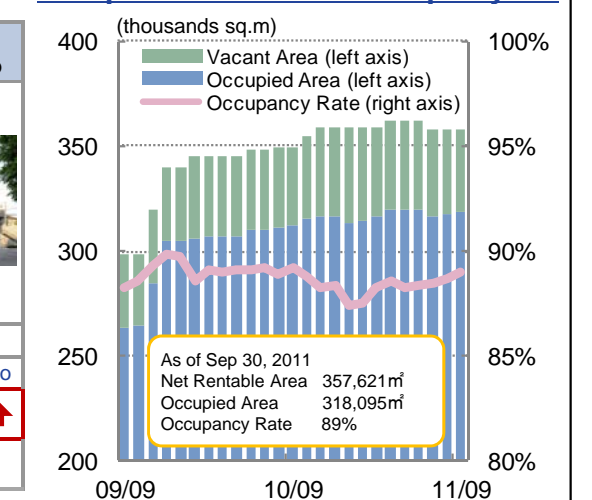 (thousands sq.m)
400
100%
Vacant Area (left axis)
Occupied Area (left axis)
Occupancy Rate (right axis)
350
95%
300
90%
250
85%
As of Sep 30, 2011
Net Rentable Area 357,621㎡
Occupied Area 318,095㎡
Occupancy Rate 89%
200
80%
09/09
10/09
11/09